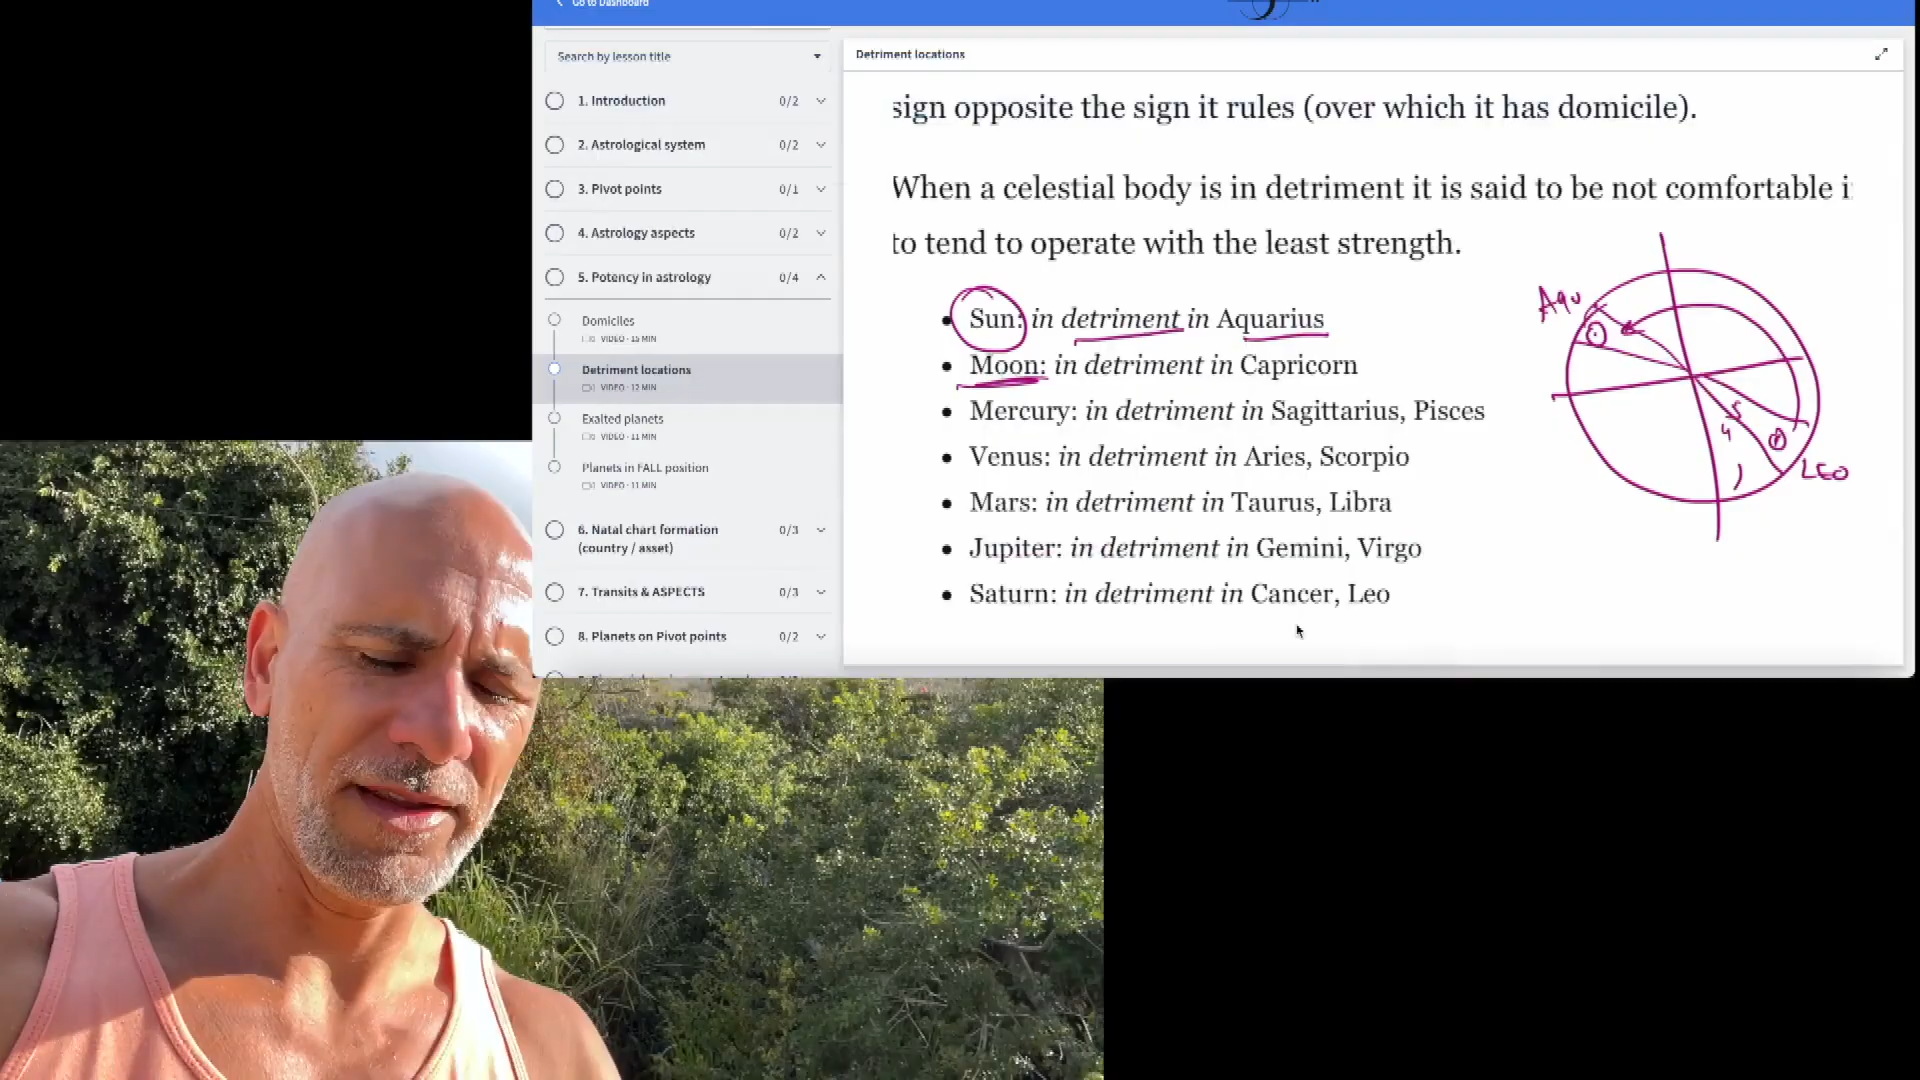 Go to Dashboard
Search by lesson title
1. Introduction 0/2
2. Astrological system 0/2
3. Pivot points 0/1
4. Astrology aspects 0/2
5. Potency in astrology 0/4
Domiciles
VIDEO - 15 MIN
Detriment locations
VIDEO - 12 MIN
Exalted planets
VIDEO - 11 MIN
Planets in FALL position
VIDEO - 11 MIN
6. Natal chart formation 0/3
(country / asset)
7. Transits & ASPECTS 0/3
8. Planets on Pivot points 0/2
Detriment locations
sign opposite the sign it rules (over which it has domicile).
When a celestial body is in detriment it is said to be not comfortable
to tend to operate with the least strength.
• Sun: in detriment in Aquarius
• Moon: in detriment in Capricorn
• Mercury: in detriment in Sagittarius, Pisces
• Venus: in detriment in Aries, Scorpio
• Mars: in detriment in Taurus, Libra
• Jupiter: in detriment in Gemini, Virgo
• Saturn: in detriment in Cancer, Leo
Aqu
5
4
LEO